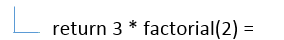 return 3 * factorial(2) =